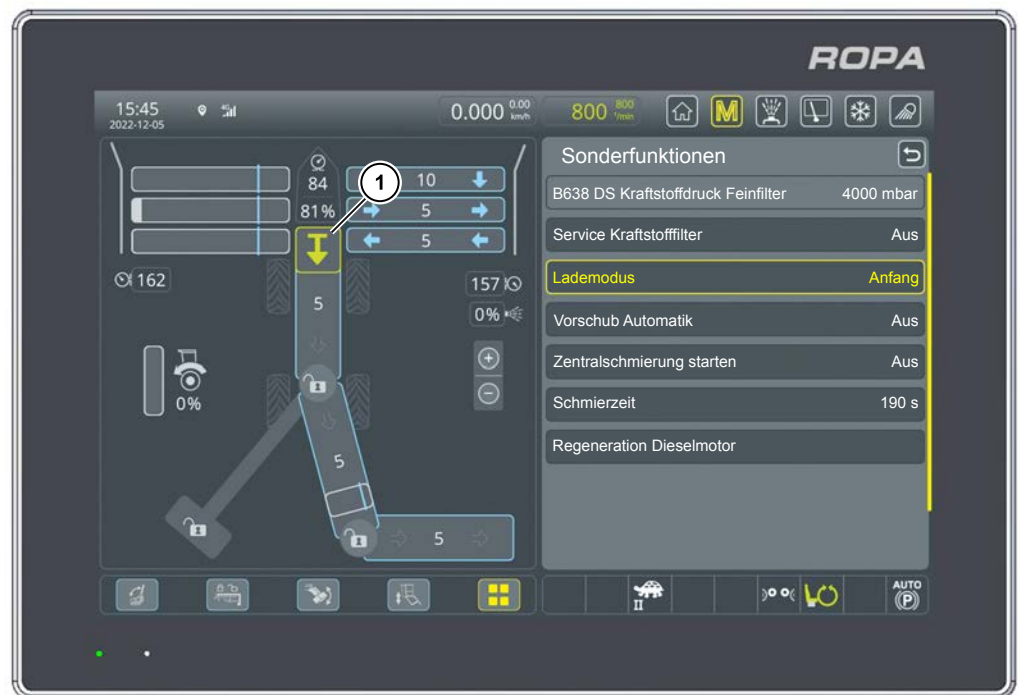 ROPA
15:45
2022-12-05
4G
0.000 0.00 km/h
800 800 1/min
M
84
81%
1
10
5
5
162
157
0%
5
0%
5
5
Sonderfunktionen
B638 DS Kraftstoffdruck Feinfilter 4000 mbar
Service Kraftstofffilter Aus
Lademodus Anfang
Vorschub Automatik Aus
Zentralschmierung starten Aus
Schmierzeit 190 s
Regeneration Dieselmotor
II
AUTO
(P)